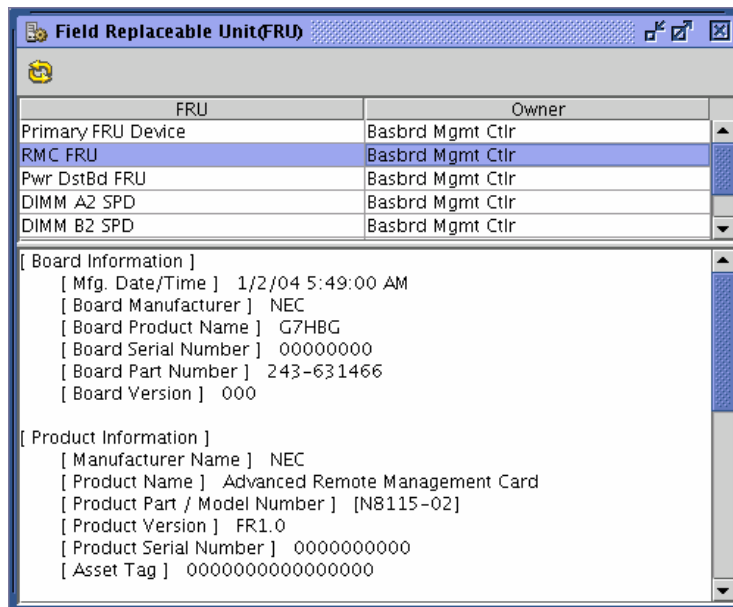 Field Replaceable Unit(FRU)
FRU Owner
Primary FRU Device Basbrd Mgmt Ctlr
RMC FRU Basbrd Mgmt Ctlr
Pwr DstBd FRU Basbrd Mgmt Ctlr
DIMM A2 SPD Basbrd Mgmt Ctlr
DIMM B2 SPD Basbrd Mgmt Ctlr
[ Board Information ]
[ Mfg. Date/Time ] 1/2/04 5:49:00 AM
[ Board Manufacturer ] NEC
[ Board Product Name ] G7HBG
[ Board Serial Number ] 00000000
[ Board Part Number ] 243-631466
[ Board Version ] 000
[ Product Information ]
[ Manufacturer Name ] NEC
[ Product Name ] Advanced Remote Management Card
[ Product Part / Model Number ] [N8115-02]
[ Product Version ] FR1.0
[ Product Serial Number ] 0000000000
[ Asset Tag ] 0000000000000000